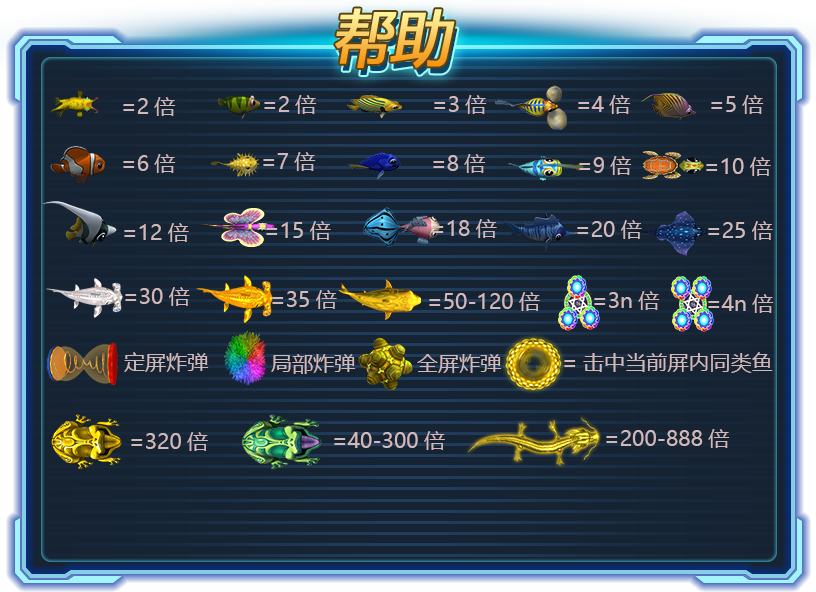 帮助
=2 倍 =2 倍 =3 倍 =4 倍 =5 倍
=6 倍 =7 倍 =8 倍 =9 倍 =10 倍
=12 倍 =15 倍 =18 倍 =20 倍 =25 倍
=30 倍 =35 倍 =50-120 倍 =3n 倍 =4n 倍
定屏炸弹 局部炸弹 全屏炸弹 = 击中当前屏内同类鱼
=320 倍 =40-300 倍 =200-888 倍